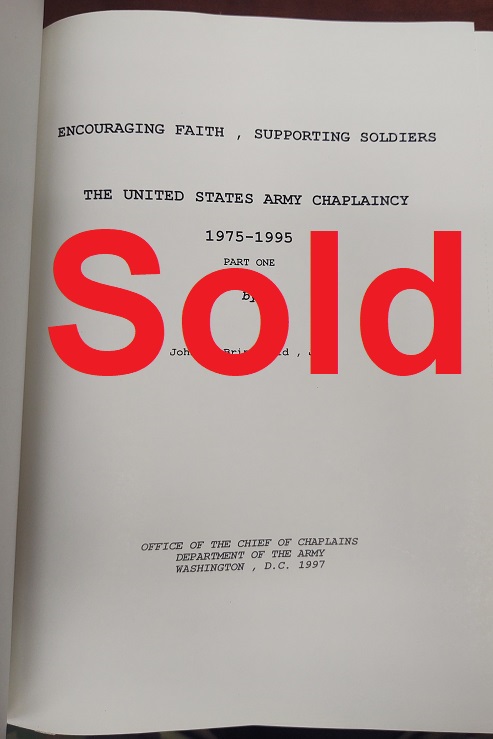 ENCOURAGING FAITH , SUPPORTING SOLDIERS
THE UNITED STATES ARMY CHAPLAINCY
1975-1995
PART ONE
by
Sold
OFFICE OF THE CHIEF OF CHAPLAINS
DEPARTMENT OF THE ARMY
WASHINGTON , D.C. 1997